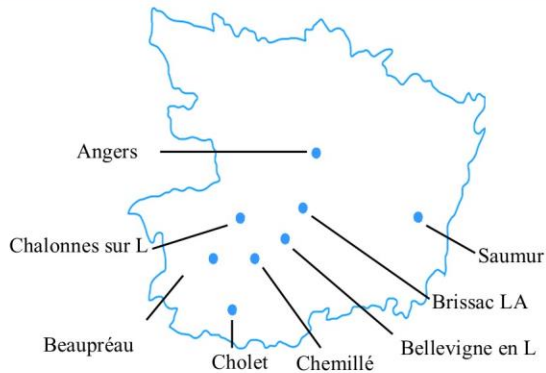 Angers
Chalonnes sur L
Saumur
Brissac LA
Beaupréau
Bellevigne en L
Cholet
Chemillé